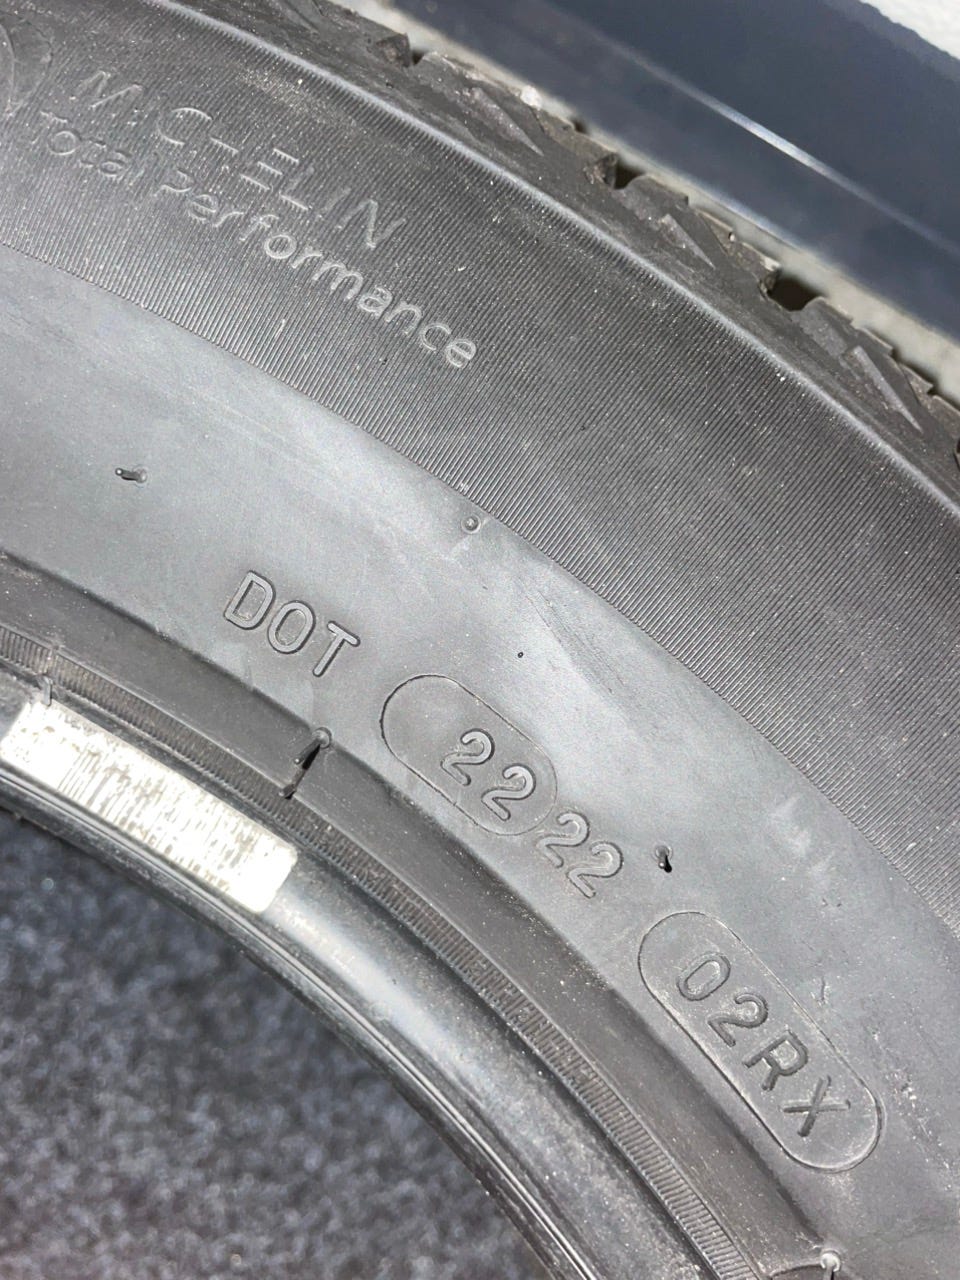 MICHELIN
Total Performance
DOT 2222 02RX